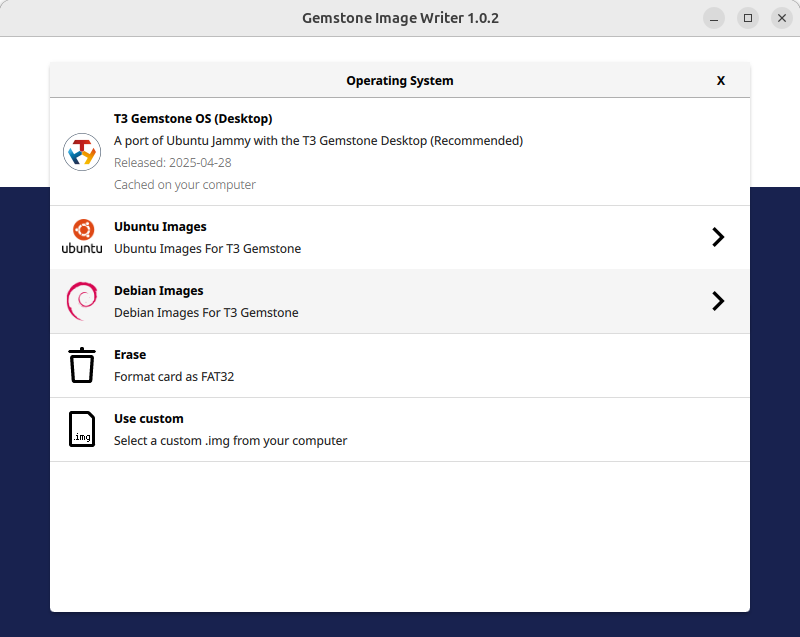 Gemstone Image Writer 1.0.2
Operating System
X
T3 Gemstone OS (Desktop)
A port of Ubuntu Jammy with the T3 Gemstone Desktop (Recommended)
Released: 2025-04-28
Cached on your computer
ubuntu
Ubuntu Images
Ubuntu Images For T3 Gemstone
Debian Images
Debian Images For T3 Gemstone
Erase
Format card as FAT32
.img
Use custom
Select a custom .img from your computer